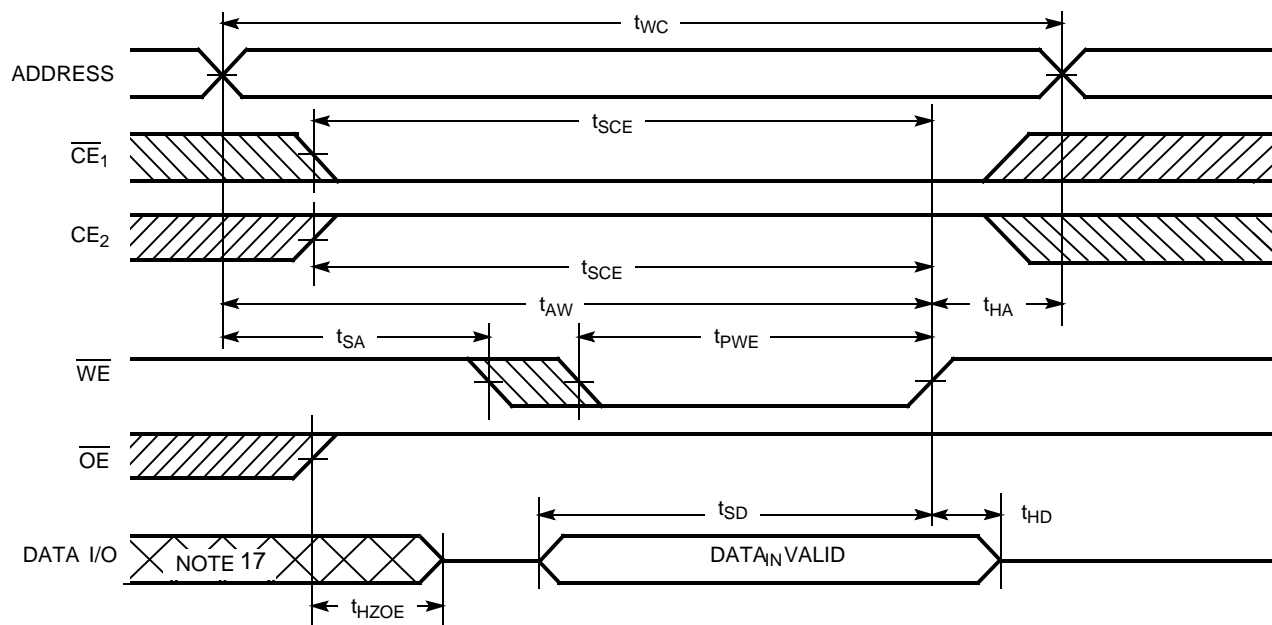 tWC
ADDRESS
tSCE
CE1
CE2
tSCE
tAW
tHA
tSA
tPWE
WE
OE
tSD
tHD
DATA I/O
NOTE 17
DATAIN VALID
tHZOE